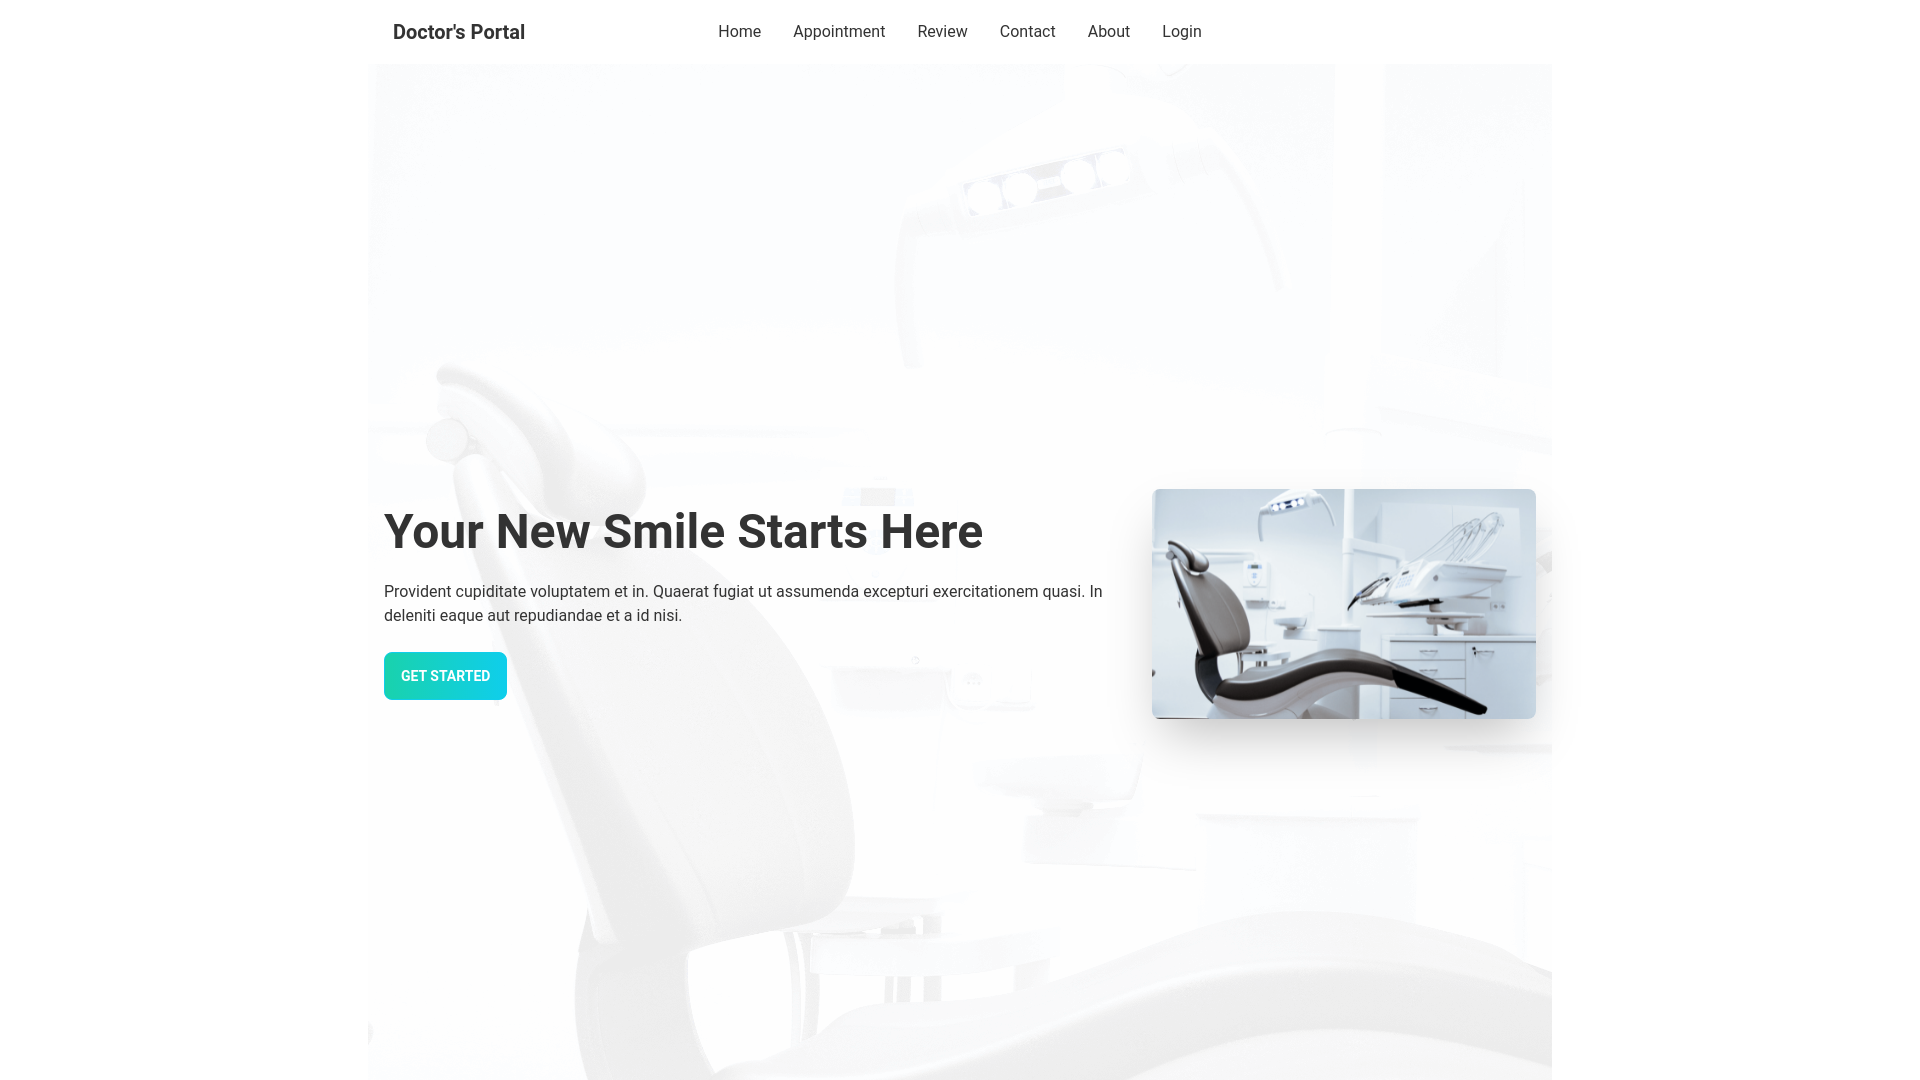 Doctor's Portal
Home Appointment Review Contact About Login
Your New Smile Starts Here
Provident cupiditate voluptatem et in. Quaerat fugiat ut assumenda excepturi exercitationem quasi. In
deleniti eaque aut repudiandae et a id nisi.
GET STARTED